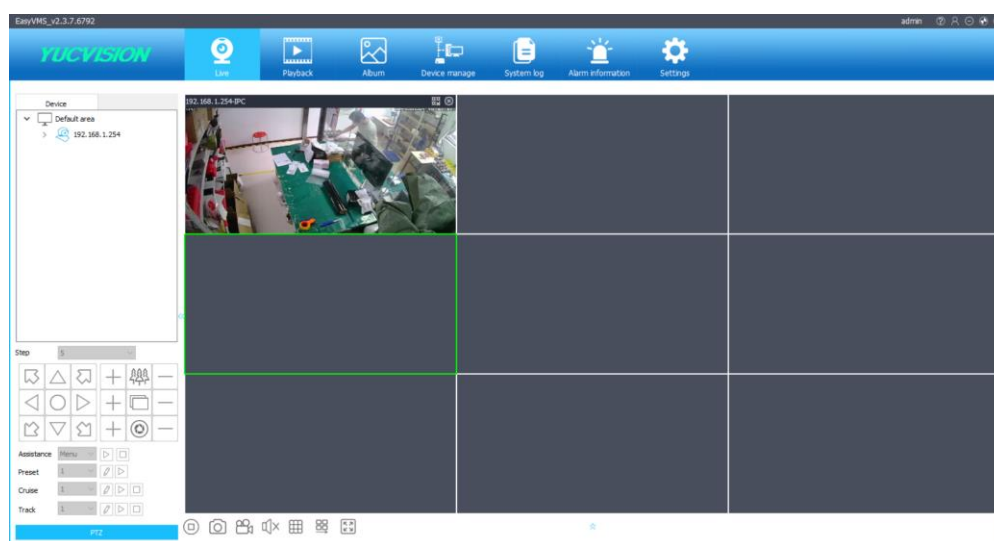 EasyVMS_v2.3.7.6792 admin
YUCVISION
Live Playback Album Device manage System log Alarm information Settings
Device
192.168.1.254-IPC
Default area
192.168.1.254
Step 5
Assistance Menu
Preset 1
Cruise 1
Track 1
PTZ